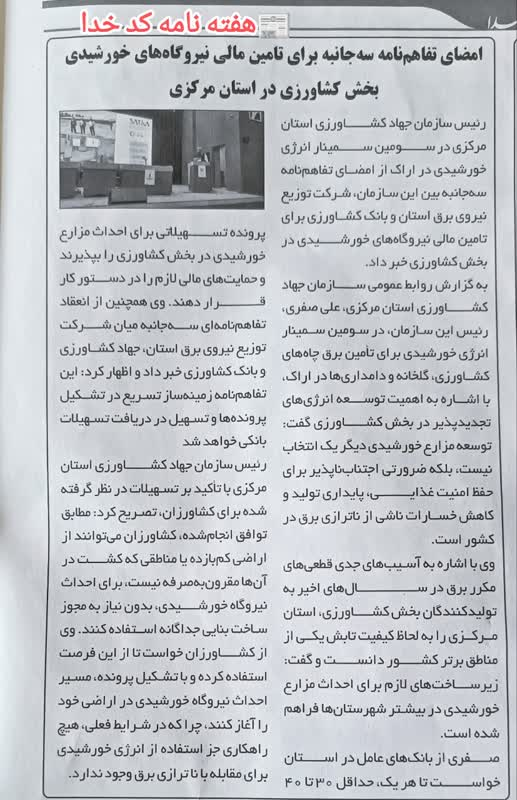 هفته نامه کد خدا
امضای تفاهم‌نامه سه‌جانبه برای تامین مالی نیروگاه‌های خورشیدی
بخش کشاورزی در استان مرکزی
رئیس سازمان جهاد کشاورزی استان
مرکزی در سومین سمینار انرژی
خورشیدی در اراک از امضای تفاهم‌نامه
سه‌جانبه بین این سازمان، شرکت توزیع
نیروی برق استان و بانک کشاورزی برای
تامین مالی نیروگاه‌های خورشیدی در
بخش کشاورزی خبر داد.
به گزارش روابط عمومی سازمان جهاد
کشاورزی استان مرکزی، علی صفری،
رئیس این سازمان، در سومین سمینار
انرژی خورشیدی برای تأمین برق چاه‌های
کشاورزی، گلخانه و دامداری‌ها در اراک،
با اشاره به اهمیت توسعه انرژی‌های
تجدیدپذیر در بخش کشاورزی گفت:
توسعه مزارع خورشیدی دیگر یک انتخاب
نیست، بلکه ضرورتی اجتناب‌ناپذیر برای
حفظ امنیت غذایی، پایداری تولید و
کاهش خسارات ناشی از ناترازی برق در
کشور است.
وی با اشاره به آسیب‌های جدی قطعی‌های
مکرر برق در سال‌های اخیر به
تولیدکنندگان بخش کشاورزی، استان
مرکزی را به لحاظ کیفیت تابش یکی از
مناطق برتر کشور دانست و گفت:
زیرساخت‌های لازم برای احداث مزارع
خورشیدی در بیشتر شهرستان‌ها فراهم
شده است.
صفری از بانک‌های عامل در استان
خواست تا هر یک، حداقل ۳۰ تا ۴۰
پرونده تسهیلاتی برای احداث مزارع
خورشیدی در بخش کشاورزی را بپذیرند
و حمایت‌های مالی لازم را در دستور کار
قرار دهند. وی همچنین از انعقاد
تفاهم‌نامه‌ای سه‌جانبه میان شرکت
توزیع نیروی برق استان، جهاد کشاورزی
و بانک کشاورزی خبر داد و اظهار کرد: این
تفاهم‌نامه زمینه‌ساز تسریع در تشکیل
پرونده‌ها و تسهیل در دریافت تسهیلات
بانکی خواهد شد
رئیس سازمان جهاد کشاورزی استان
مرکزی با تأکید بر تسهیلات در نظر گرفته
شده برای کشاورزان، تصریح کرد: مطابق
توافق انجام‌شده، کشاورزان می‌توانند از
اراضی کم‌بازده یا مناطقی که کشت در
آن‌ها مقرون‌به‌صرفه نیست، برای احداث
نیروگاه خورشیدی، بدون نیاز به مجوز
ساخت بنایی جداگانه استفاده کنند. وی
از کشاورزان خواست تا از این فرصت
استفاده کرده و با تشکیل پرونده، مسیر
احداث نیروگاه خورشیدی در اراضی خود
را آغاز کنند، چرا که در شرایط فعلی، هیچ
راهکاری جز استفاده از انرژی خورشیدی
برای مقابله با ناترازی برق وجود ندارد.